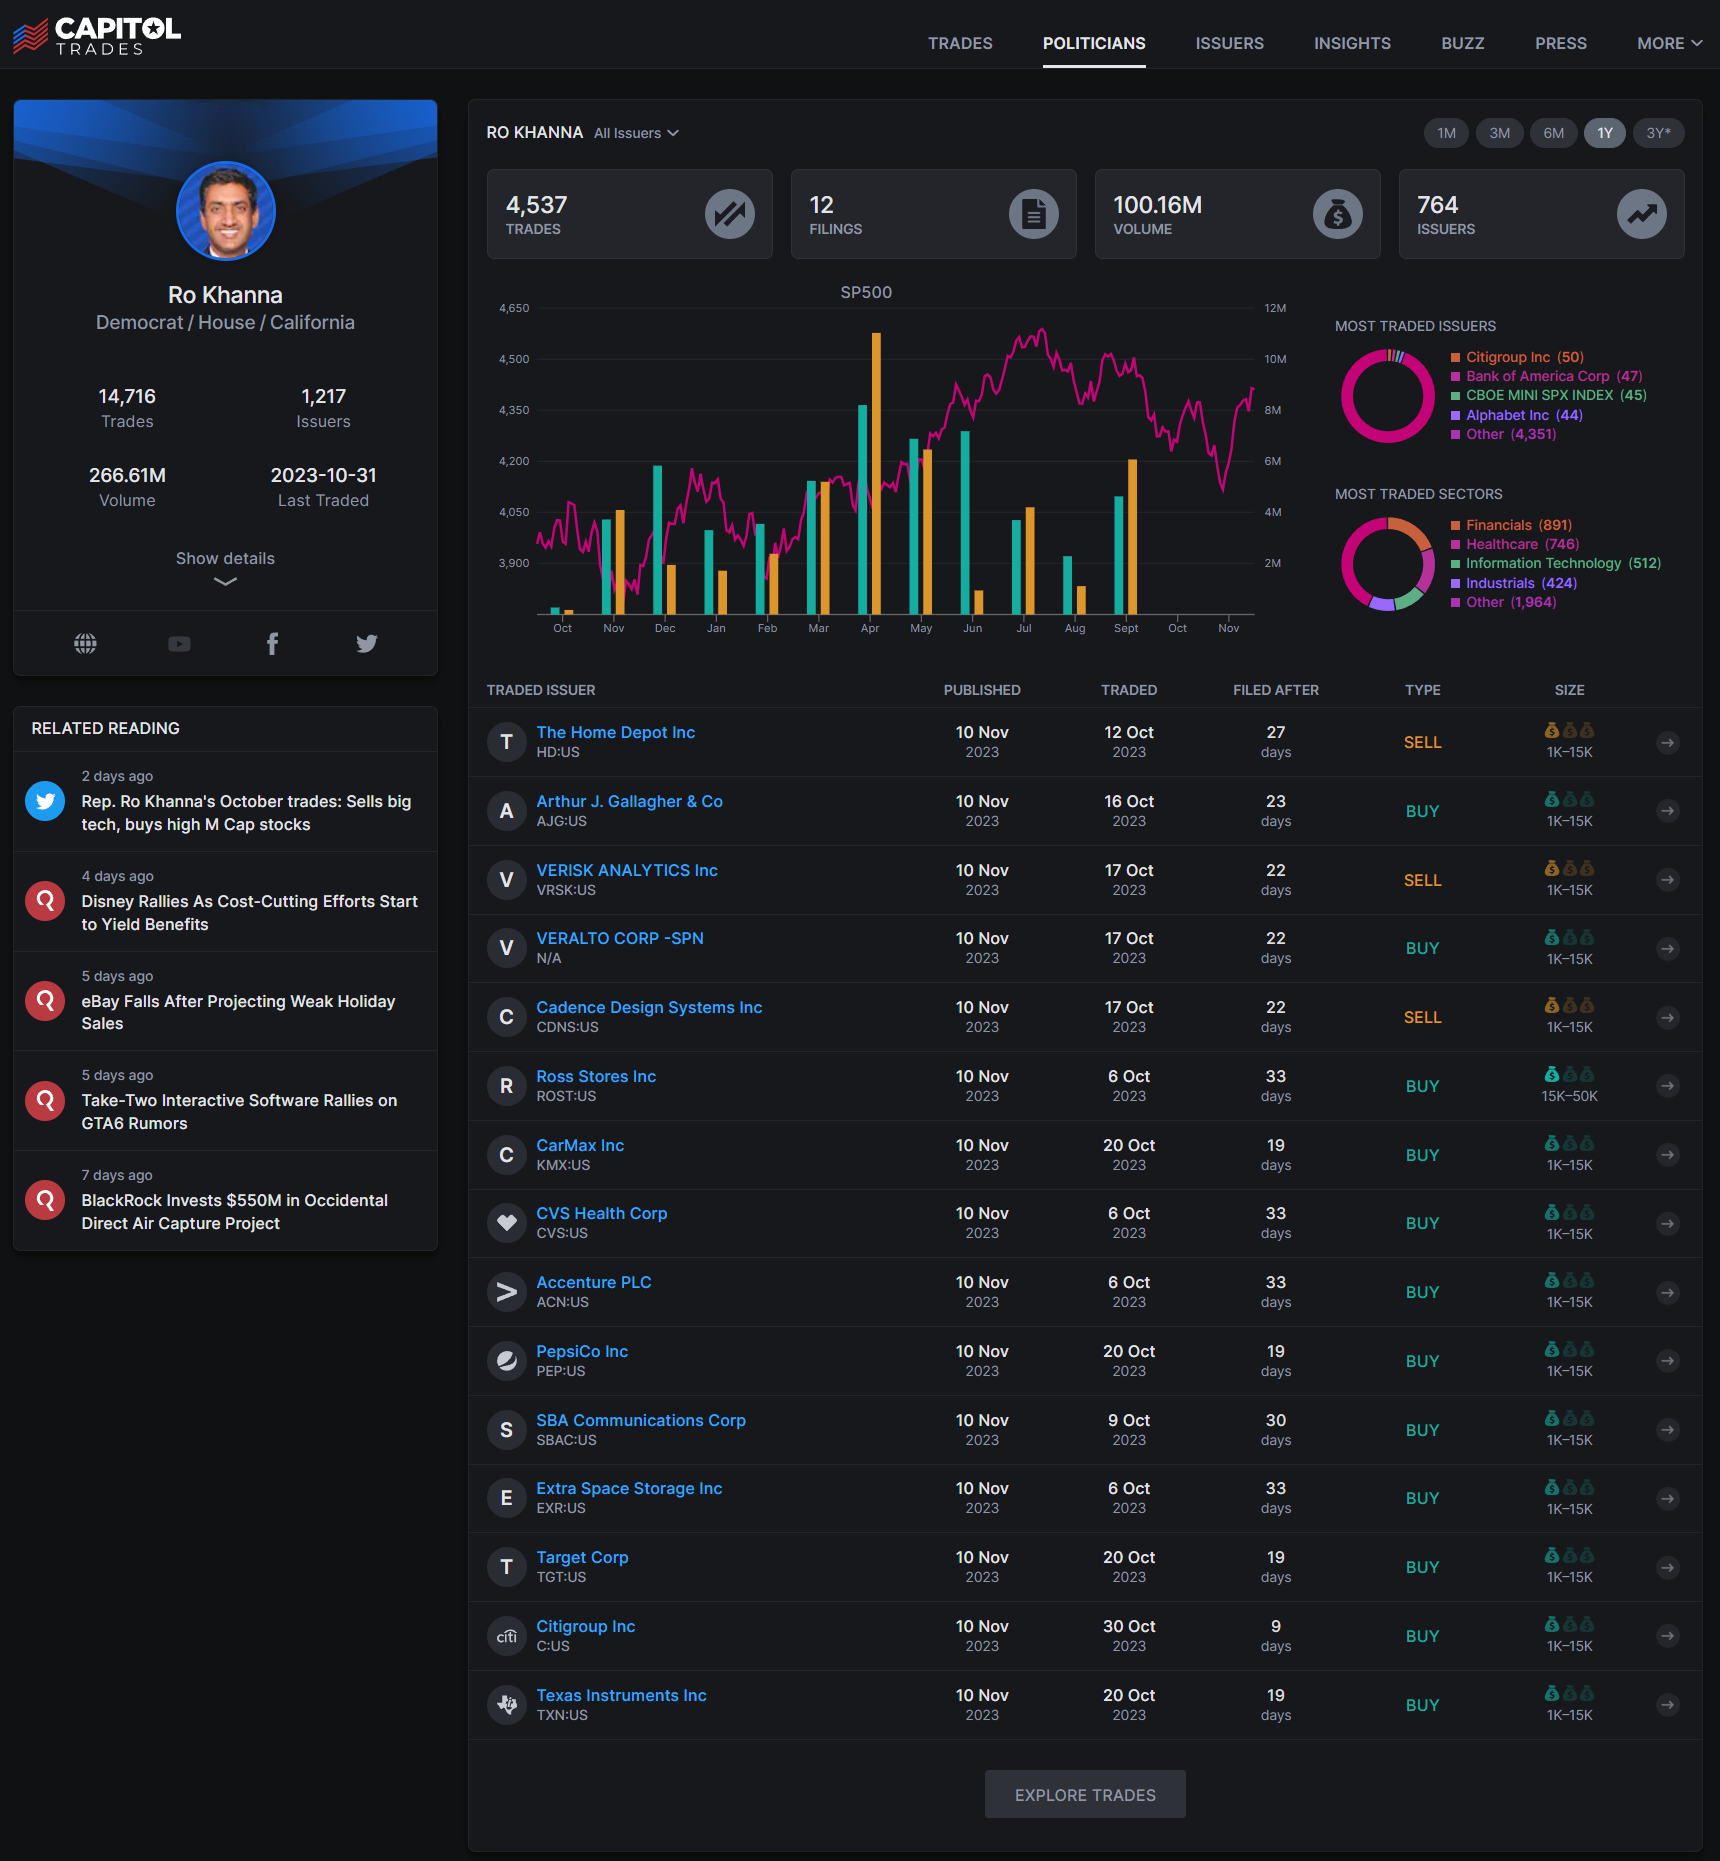 CAPITOL
TRADES
TRADES
POLITICIANS
ISSUERS
INSIGHTS
BUZZ
PRESS
MORE
Ro Khanna
Democrat / House / California
14,716
Trades
1,217
Issuers
266.61M
Volume
2023-10-31
Last Traded
Show details
RELATED READING
2 days ago
Rep. Ro Khanna's October trades: Sells big
tech, buys high M Cap stocks
4 days ago
Disney Rallies As Cost-Cutting Efforts Start
to Yield Benefits
5 days ago
eBay Falls After Projecting Weak Holiday
Sales
5 days ago
Take-Two Interactive Software Rallies on
GTA6 Rumors
7 days ago
BlackRock Invests $550M in Occidental
Direct Air Capture Project
RO KHANNA All Issuers
1M 3M 6M 1Y 3Y*
4,537
TRADES
12
FILINGS
100.16M
VOLUME
764
ISSUERS
SP500
4,650
4,500
4,350
4,200
4,050
3,900
12M
10M
8M
6M
4M
2M
Oct Nov Dec Jan Feb Mar Apr May Jun Jul Aug Sept Oct Nov
MOST TRADED ISSUERS
Citigroup Inc (50)
Bank of America Corp (47)
CBOE MINI SPX INDEX (45)
Alphabet Inc (44)
Other (4,351)
MOST TRADED SECTORS
Financials (891)
Healthcare (746)
Information Technology (512)
Industrials (424)
Other (1,964)
TRADED ISSUER PUBLISHED TRADED FILED AFTER TYPE SIZE
T The Home Depot Inc 10 Nov 12 Oct 27 SELL
HD:US 2023 2023 days 1K–15K
A Arthur J. Gallagher & Co 10 Nov 16 Oct 23 BUY
AJG:US 2023 2023 days 1K–15K
V VERISK ANALYTICS Inc 10 Nov 17 Oct 22 SELL
VRSK:US 2023 2023 days 1K–15K
V VERALTO CORP -SPN 10 Nov 17 Oct 22 BUY
N/A 2023 2023 days 1K–15K
C Cadence Design Systems Inc 10 Nov 17 Oct 22 SELL
CDNS:US 2023 2023 days 1K–15K
R Ross Stores Inc 10 Nov 6 Oct 33 BUY
ROST:US 2023 2023 days 15K–50K
C CarMax Inc 10 Nov 20 Oct 19 BUY
KMX:US 2023 2023 days 1K–15K
CVS Health Corp 10 Nov 6 Oct 33 BUY
CVS:US 2023 2023 days 1K–15K
Accenture PLC 10 Nov 6 Oct 33 BUY
ACN:US 2023 2023 days 1K–15K
PepsiCo Inc 10 Nov 20 Oct 19 BUY
PEP:US 2023 2023 days 1K–15K
S SBA Communications Corp 10 Nov 9 Oct 30 BUY
SBAC:US 2023 2023 days 1K–15K
E Extra Space Storage Inc 10 Nov 6 Oct 33 BUY
EXR:US 2023 2023 days 1K–15K
T Target Corp 10 Nov 20 Oct 19 BUY
TGT:US 2023 2023 days 1K–15K
citi Citigroup Inc 10 Nov 30 Oct 9 BUY
C:US 2023 2023 days 1K–15K
Texas Instruments Inc 10 Nov 20 Oct 19 BUY
TXN:US 2023 2023 days 1K–15K
EXPLORE TRADES